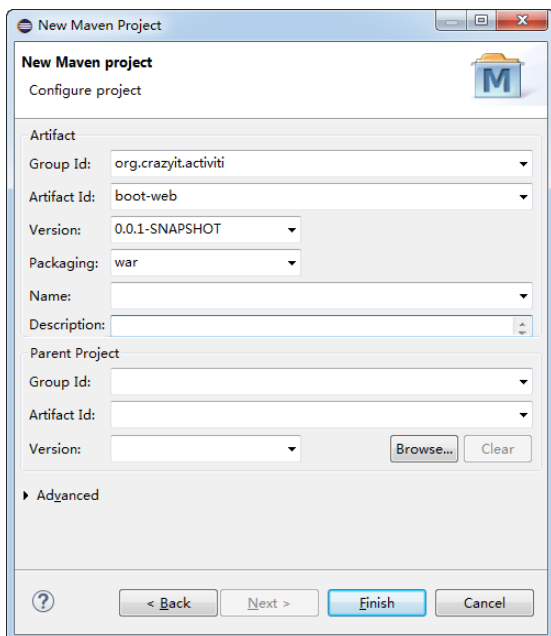 New Maven Project
New Maven project
Configure project
M
Artifact
Group Id: org.crazyit.activiti
Artifact Id: boot-web
Version: 0.0.1-SNAPSHOT
Packaging: war
Name:
Description:
Parent Project
Group Id:
Artifact Id:
Version: Browse... Clear
Advanced
? < Back Next > Finish Cancel